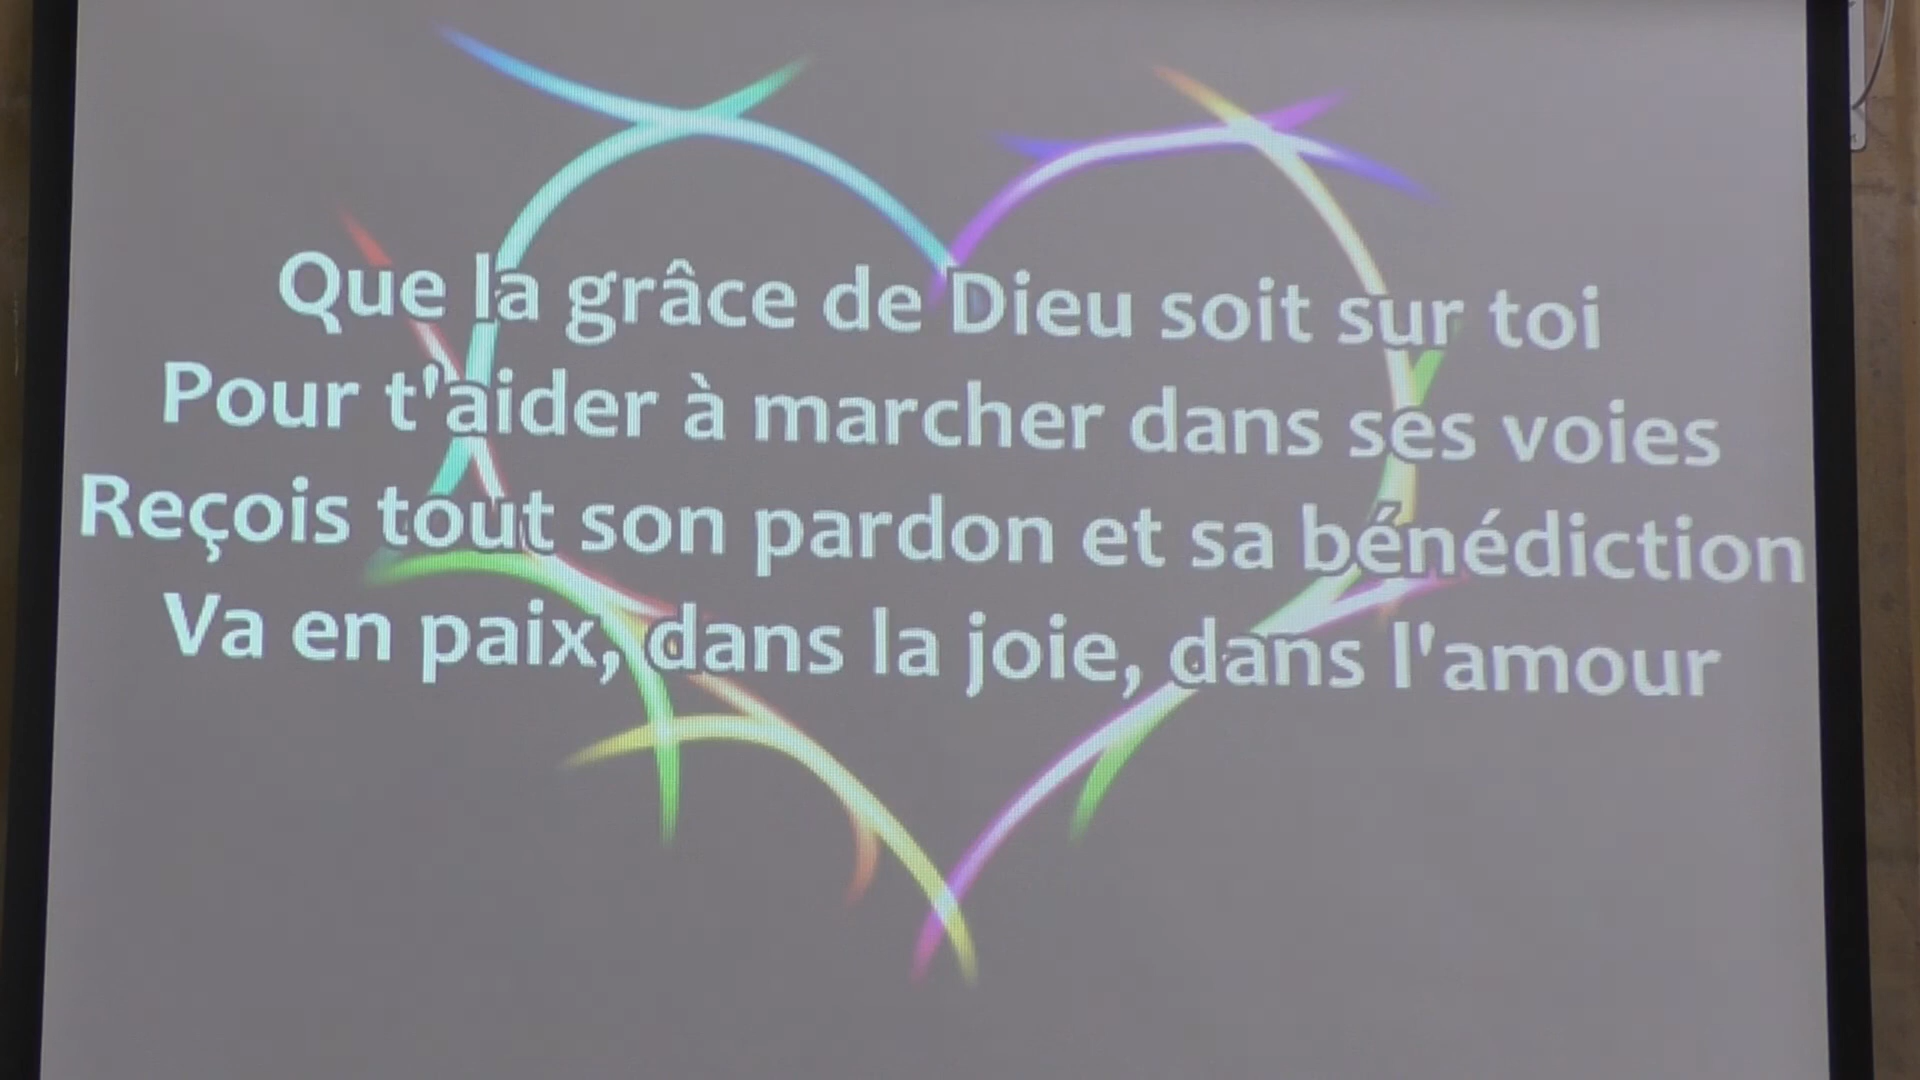 Que la grâce de Dieu soit sur toi
Pour t'aider à marcher dans ses voies
Reçois tout son pardon et sa bénédiction
Va en paix, dans la joie, dans l'amour